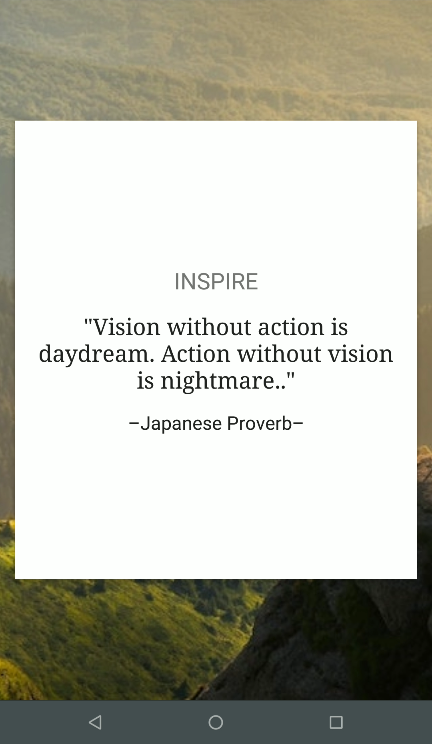 INSPIRE
"Vision without action is
daydream. Action without vision
is nightmare.."
–Japanese Proverb–